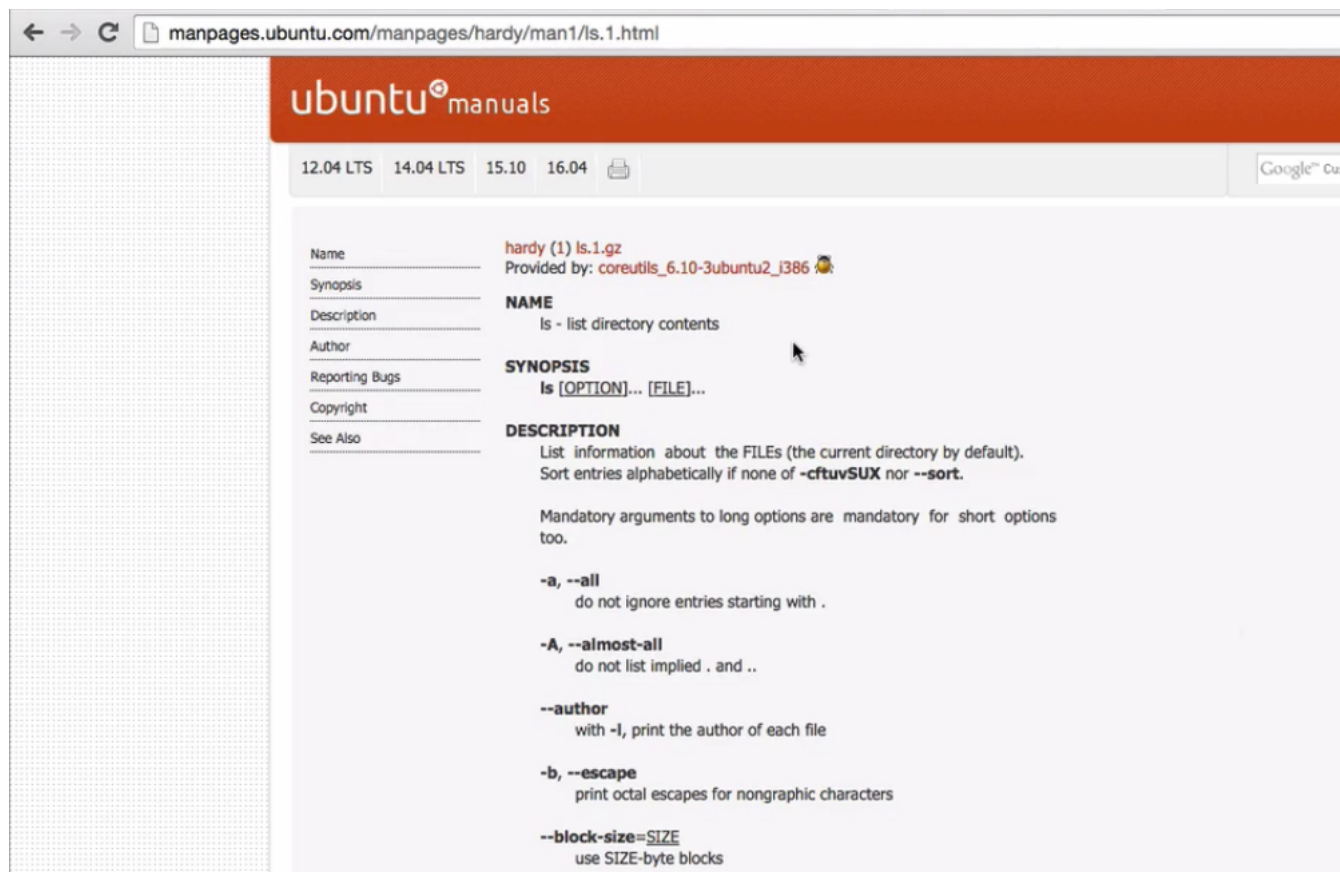 manpages.ubuntu.com/manpages/hardy/man1/ls.1.html
ubuntu manuals
12.04 LTS 14.04 LTS 15.10 16.04
Google™ Cu
Name
Synopsis
Description
Author
Reporting Bugs
Copyright
See Also
hardy (1) ls.1.gz
Provided by: coreutils_6.10-3ubuntu2_i386
NAME
ls - list directory contents
SYNOPSIS
ls [OPTION]... [FILE]...
DESCRIPTION
List information about the FILEs (the current directory by default).
Sort entries alphabetically if none of -cftuvSUX nor --sort.
Mandatory arguments to long options are mandatory for short options
too.
-a, --all
do not ignore entries starting with .
-A, --almost-all
do not list implied . and ..
--author
with -l, print the author of each file
-b, --escape
print octal escapes for nongraphic characters
--block-size=SIZE
use SIZE-byte blocks